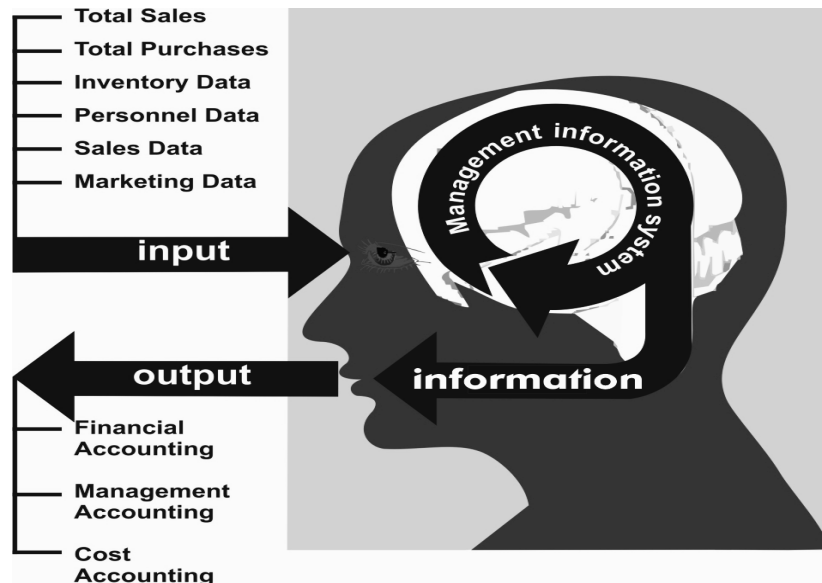 Total Sales
Total Purchases
Inventory Data
Personnel Data
Sales Data
Marketing Data
input
Management information system
output
information
Financial
Accounting
Management
Accounting
Cost
Accounting